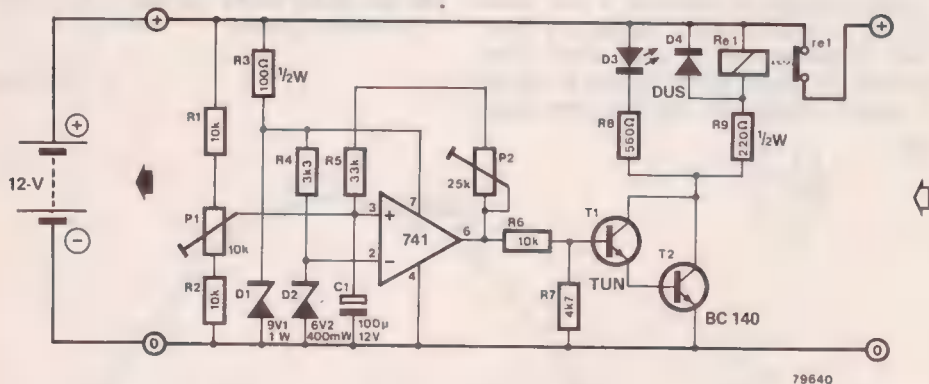 +
+
12-V
+
−
R1
10k
P1
10k
R2
10k
R3
100Ω
½W
D1
9V1
1 W
R4
3k3
D2
6V2
400mW
R5
33k
C1
100µ
12V
3
+
2
−
741
7
4
6
P2
25k
R6
10k
R7
4k7
T1
TUN
T2
BC 140
D3
R8
560Ω
D4
DUS
Re1
re1
R9
220Ω
½W
0
0
79640